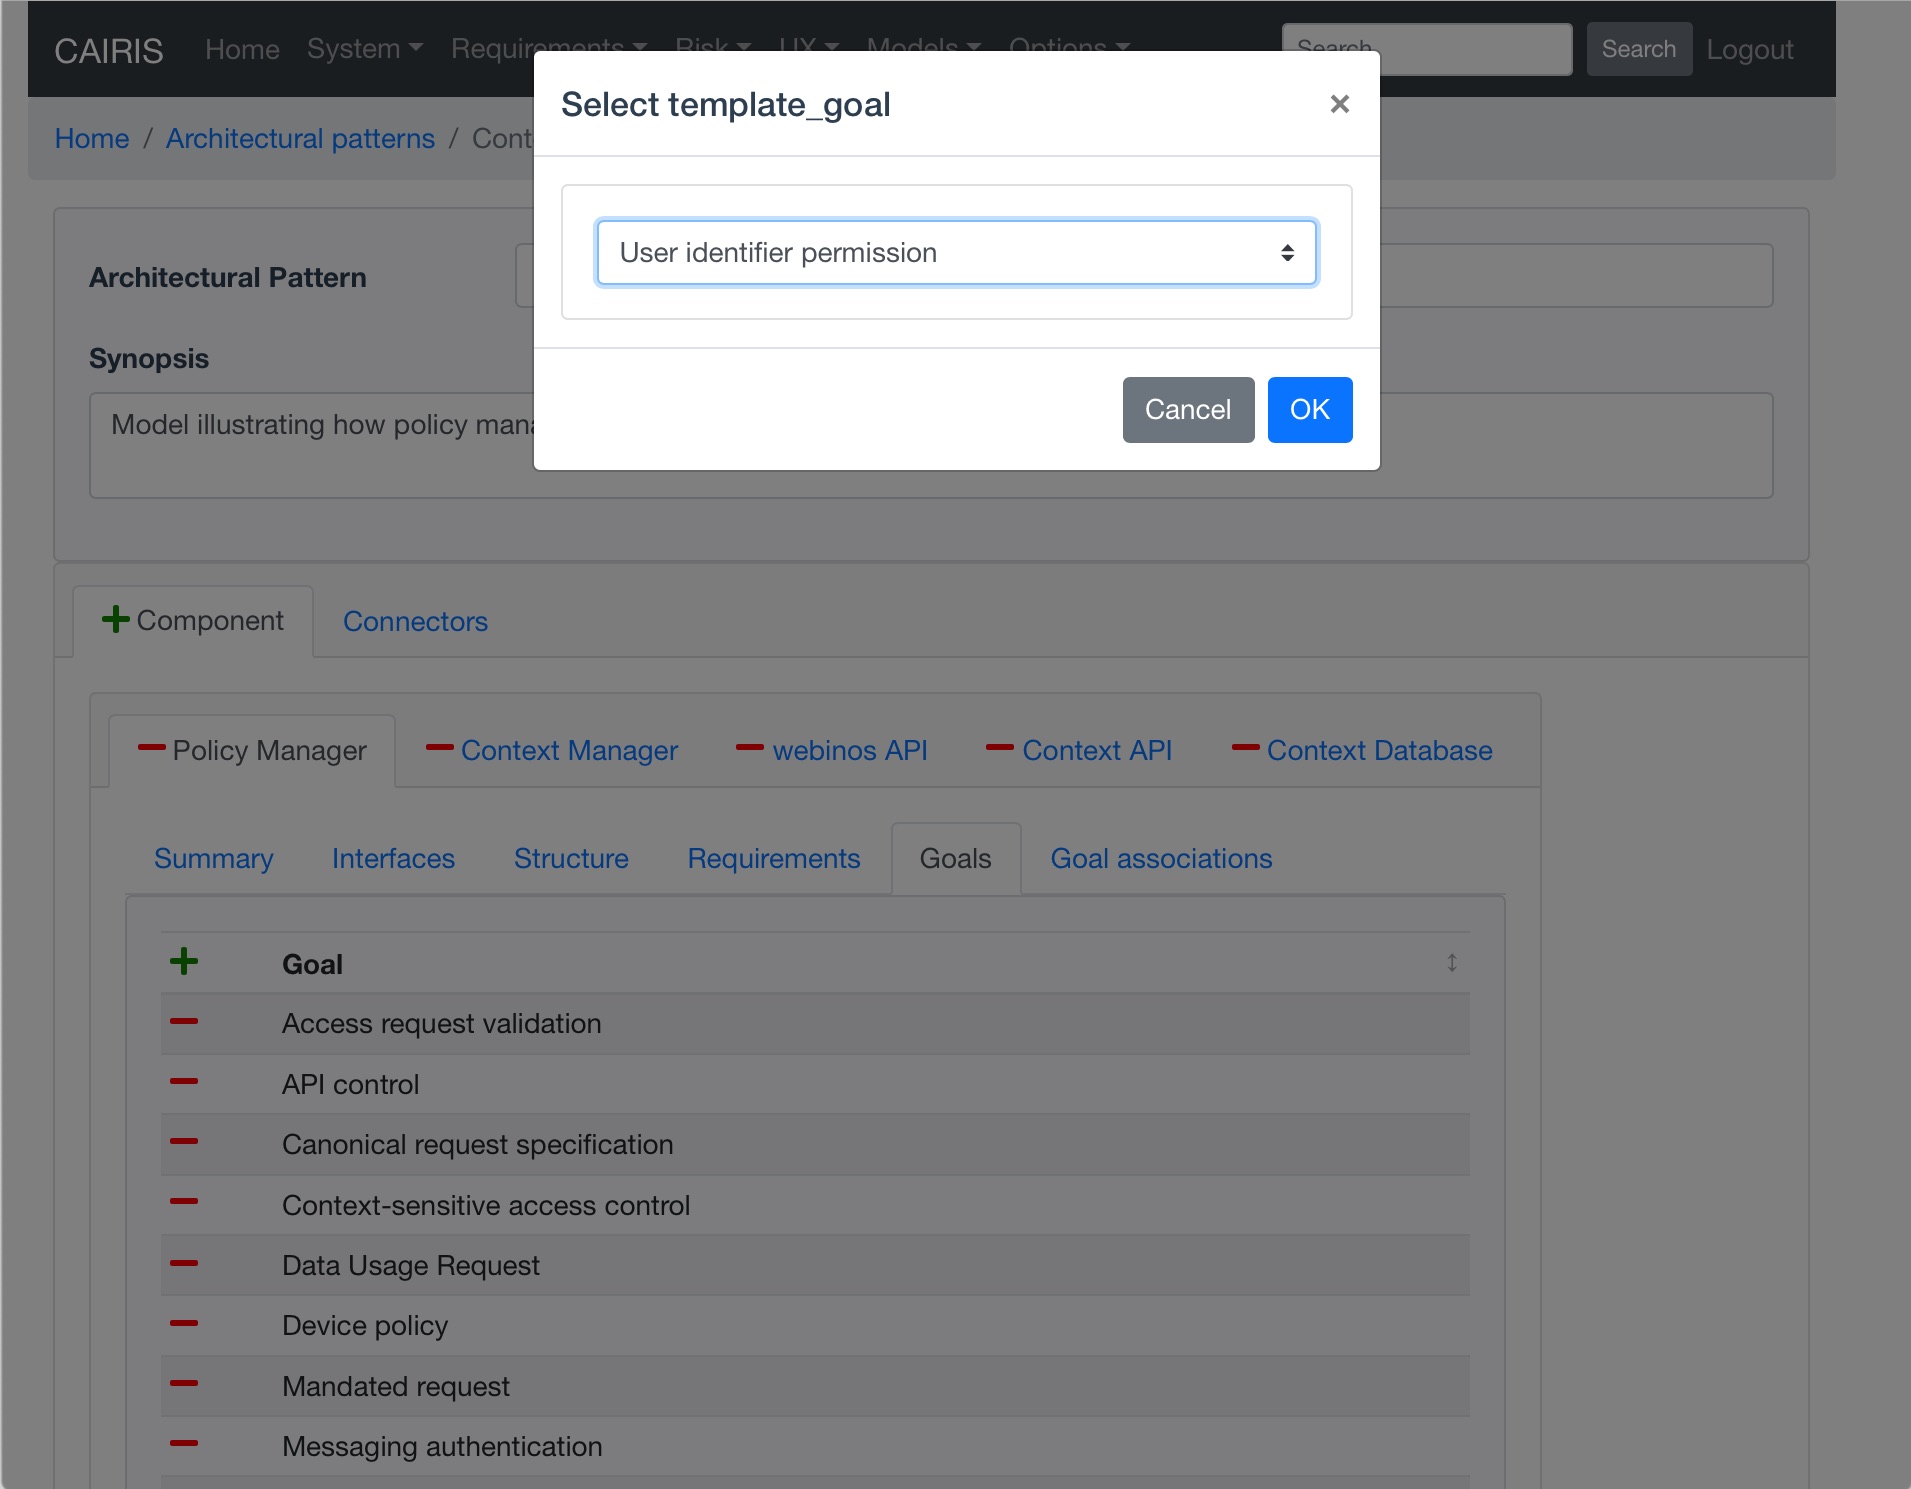 CAIRIS Home System Requirements Risk UX Models Options Search Search Logout
Select template_goal ×
Home / Architectural patterns / Cont
User identifier permission
Architectural Pattern
Synopsis
Cancel OK
Model illustrating how policy mana
Component Connectors
Policy Manager Context Manager webinos API Context API Context Database
Summary Interfaces Structure Requirements Goals Goal associations
Goal
Access request validation
API control
Canonical request specification
Context-sensitive access control
Data Usage Request
Device policy
Mandated request
Messaging authentication